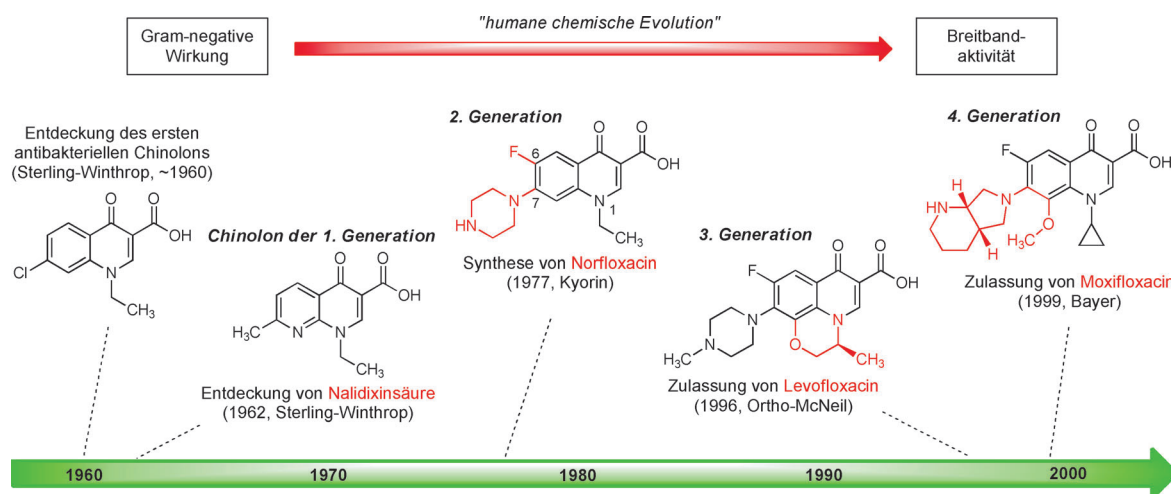 "humane chemische Evolution"
Gram-negative
Wirkung
Breitband-
aktivität
Entdeckung des ersten
antibakteriellen Chinolons
(Sterling-Winthrop, ~1960)
O
O
OH
Cl
N
CH3
Chinolon der 1. Generation
O
O
OH
H3C
N
N
CH3
Entdeckung von Nalidixinsäure
(1962, Sterling-Winthrop)
2. Generation
O
O
F
6
OH
N
7
N
1
HN
CH3
Synthese von Norfloxacin
(1977, Kyorin)
3. Generation
O
O
F
OH
N
N
N
O
H3C
CH3
Zulassung von Levofloxacin
(1996, Ortho-McNeil)
4. Generation
O
O
F
OH
H
HN
N
N
H
O
H3C
Zulassung von Moxifloxacin
(1999, Bayer)
1960
1970
1980
1990
2000